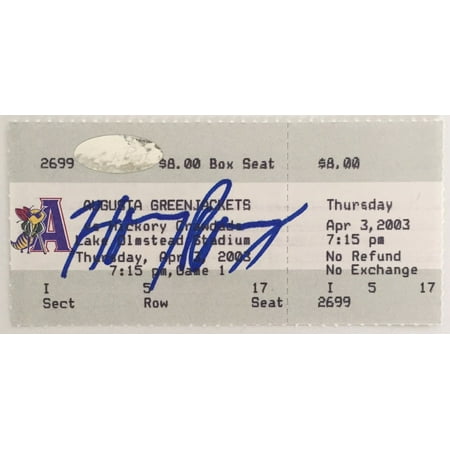 2699 $8.00 Box Seat $8.00
AUGUSTA GREENJACKETS Thursday
Hickory Crawdads Apr 3,2003
Lake Olmstead Stadium 7:15 pm
Thursday, Apr 3, 2003 No Refund
7:15 pm, Game 1 No Exchange
I 5 17 I 5 17
Sect Row Seat 2699
A